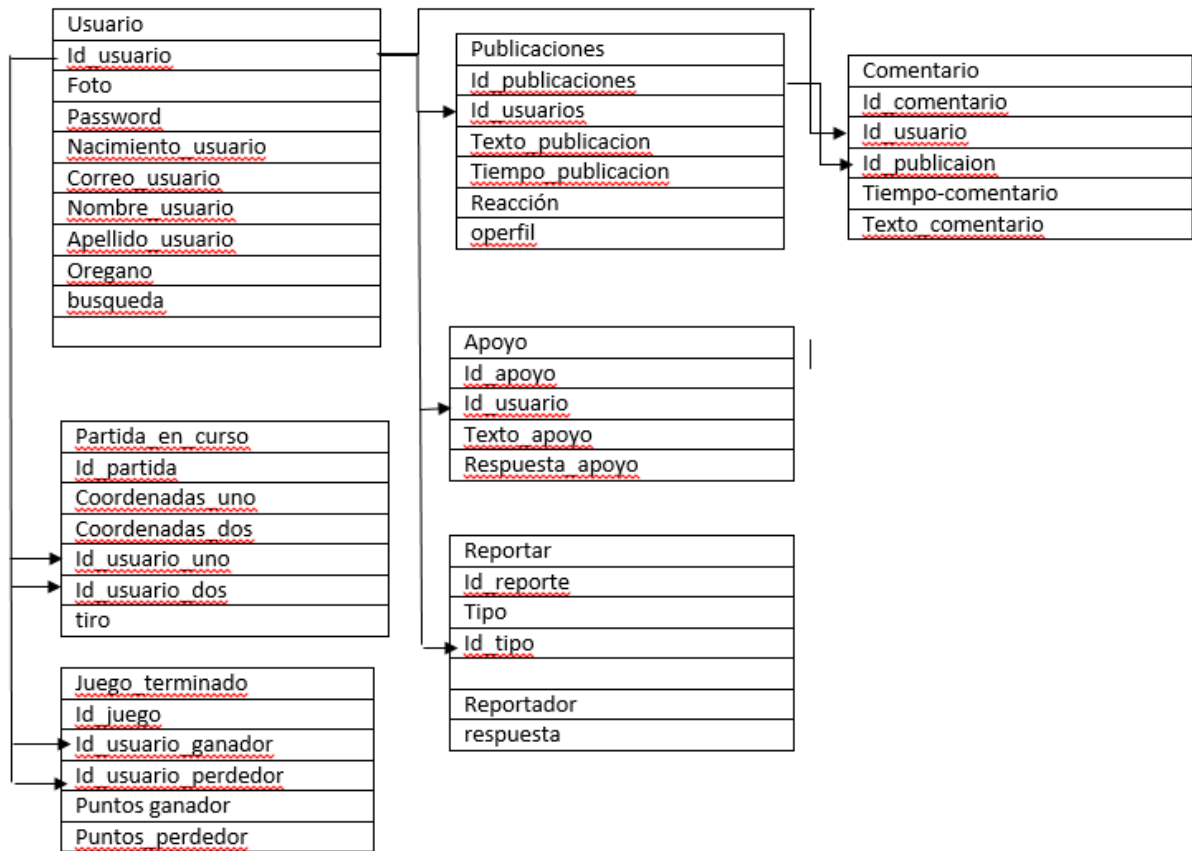 Usuario
Id_usuario
Foto
Password
Nacimiento_usuario
Correo_usuario
Nombre_usuario
Apellido_usuario
Oregano
busqueda
Publicaciones
Id_publicaciones
Id_usuarios
Texto_publicacion
Tiempo_publicacion
Reacción
operfil
Comentario
Id_comentario
Id_usuario
Id_publicaion
Tiempo-comentario
Texto_comentario
Apoyo
Id_apoyo
Id_usuario
Texto_apoyo
Respuesta_apoyo
Partida_en_curso
Id_partida
Coordenadas_uno
Coordenadas_dos
Id_usuario_uno
Id_usuario_dos
tiro
Reportar
Id_reporte
Tipo
Id_tipo
Reportador
respuesta
Juego_terminado
Id_juego
Id_usuario_ganador
Id_usuario_perdedor
Puntos ganador
Puntos_perdedor